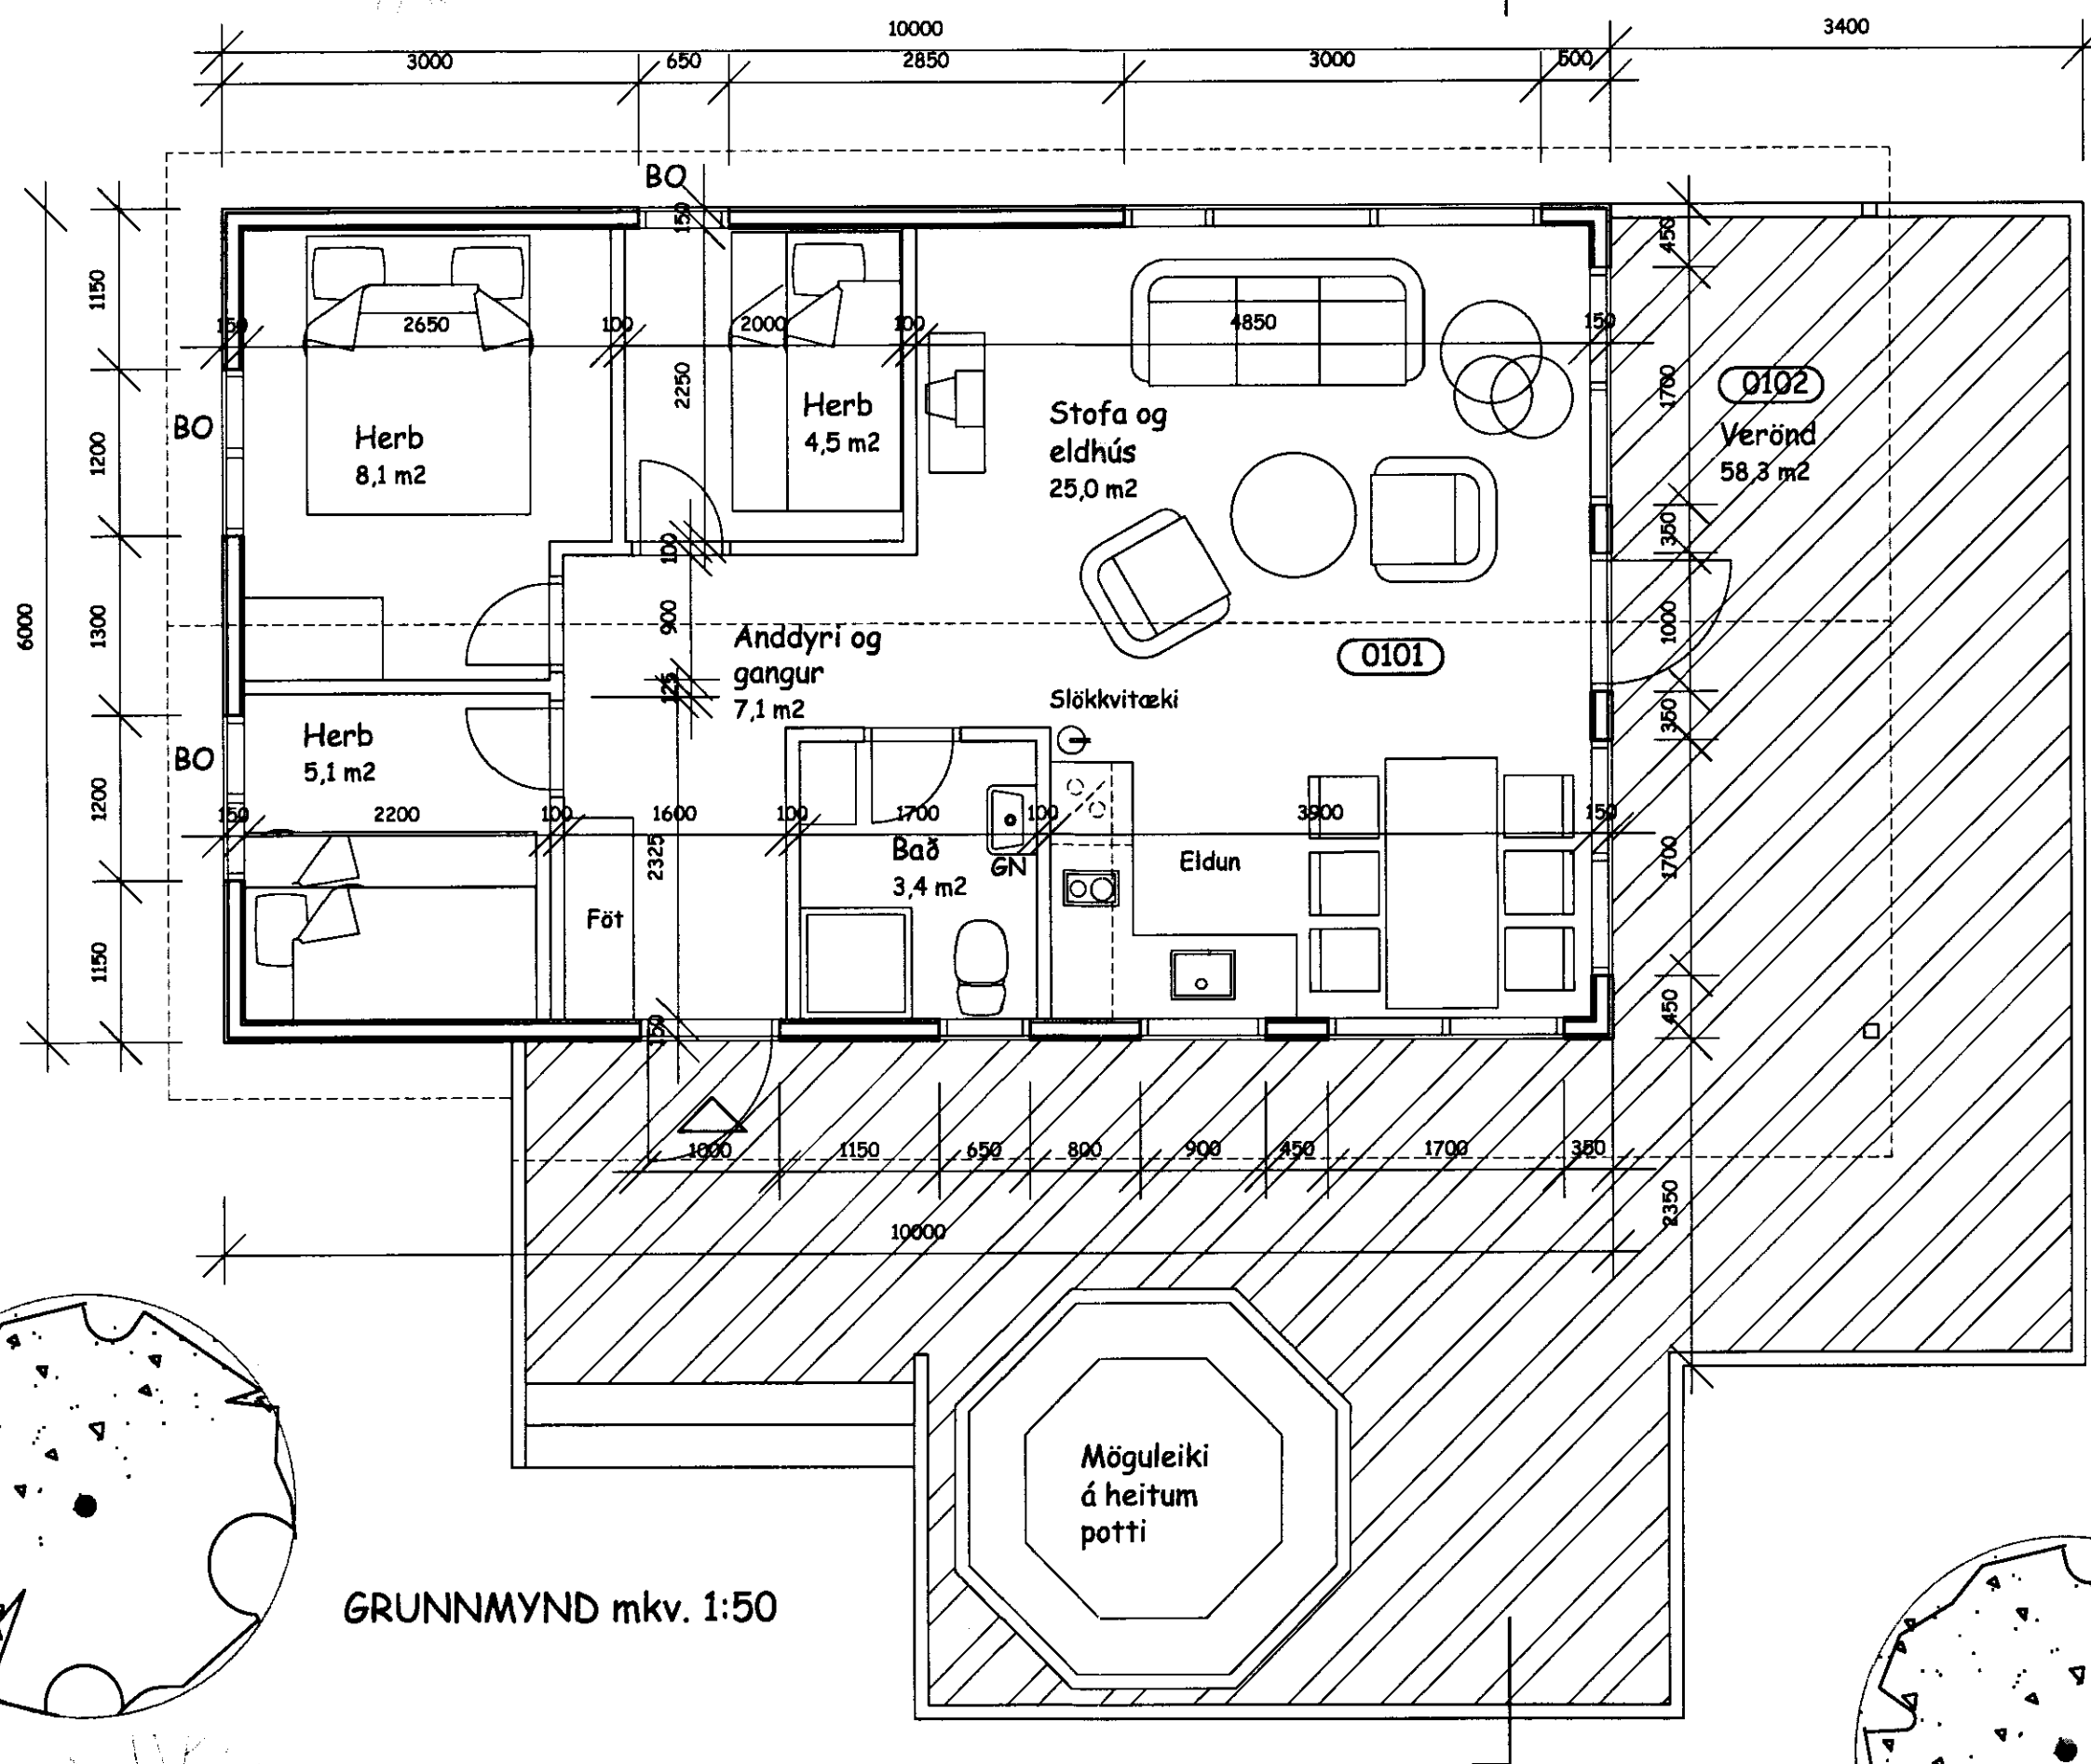 10000
3400
3000
650
2850
3000
500
BO
150
450
1150
150
2650
100
2000
100
4850
150
2250
1700
0102
Verönd
58,3 m2
Herb
4,5 m2
Stofa og
eldhús
25,0 m2
BO
Herb
8,1 m2
1200
350
100
6000
1300
900
1000
Anddyri og
gangur
7,1 m2
0101
125
Slökkvitæki
350
Herb
5,1 m2
BO
1200
150
2200
100
1600
100
1700
100
3900
150
2325
Bað
3,4 m2
GN
Eldun
1700
Föt
1150
150
450
1000
1150
650
800
900
450
1700
350
2350
10000
Möguleiki
á heitum
potti
GRUNNMYND mkv. 1:50